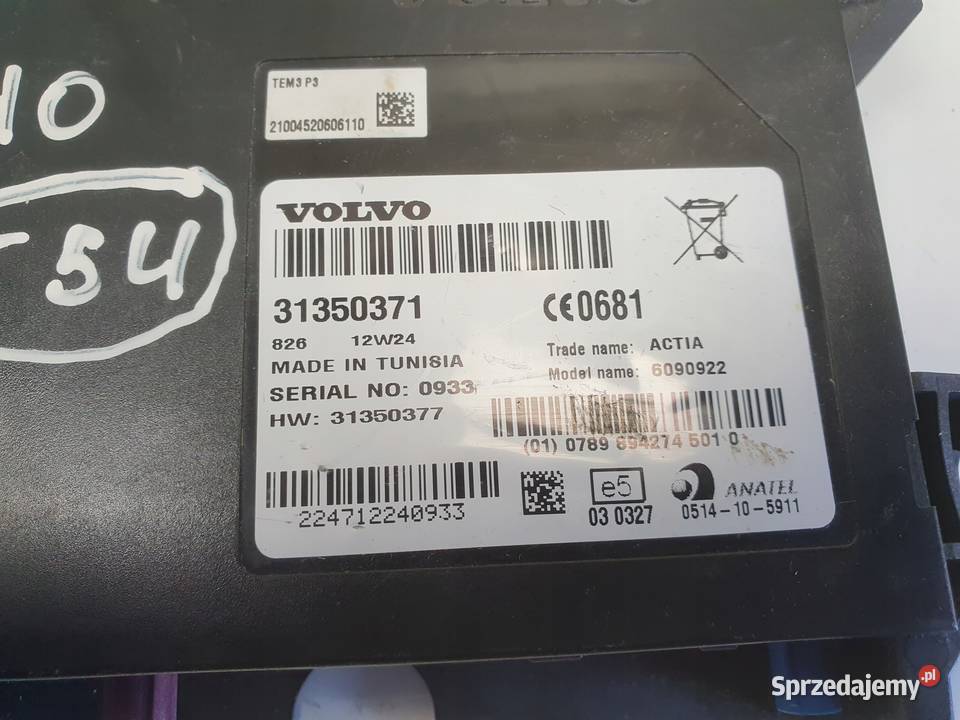 TEM3 P3
21004520606110
10
54
VOLVO
31350371
CE0681
826 12W24
Trade name: ACTIA
MADE IN TUNISIA
Model name: 6090922
SERIAL NO: 0933
HW: 31350377
(01) 0789 894274 501 0
224712240933
e5
03 0327
ANATEL
0514-10-5911
Sprzedajemy.pl